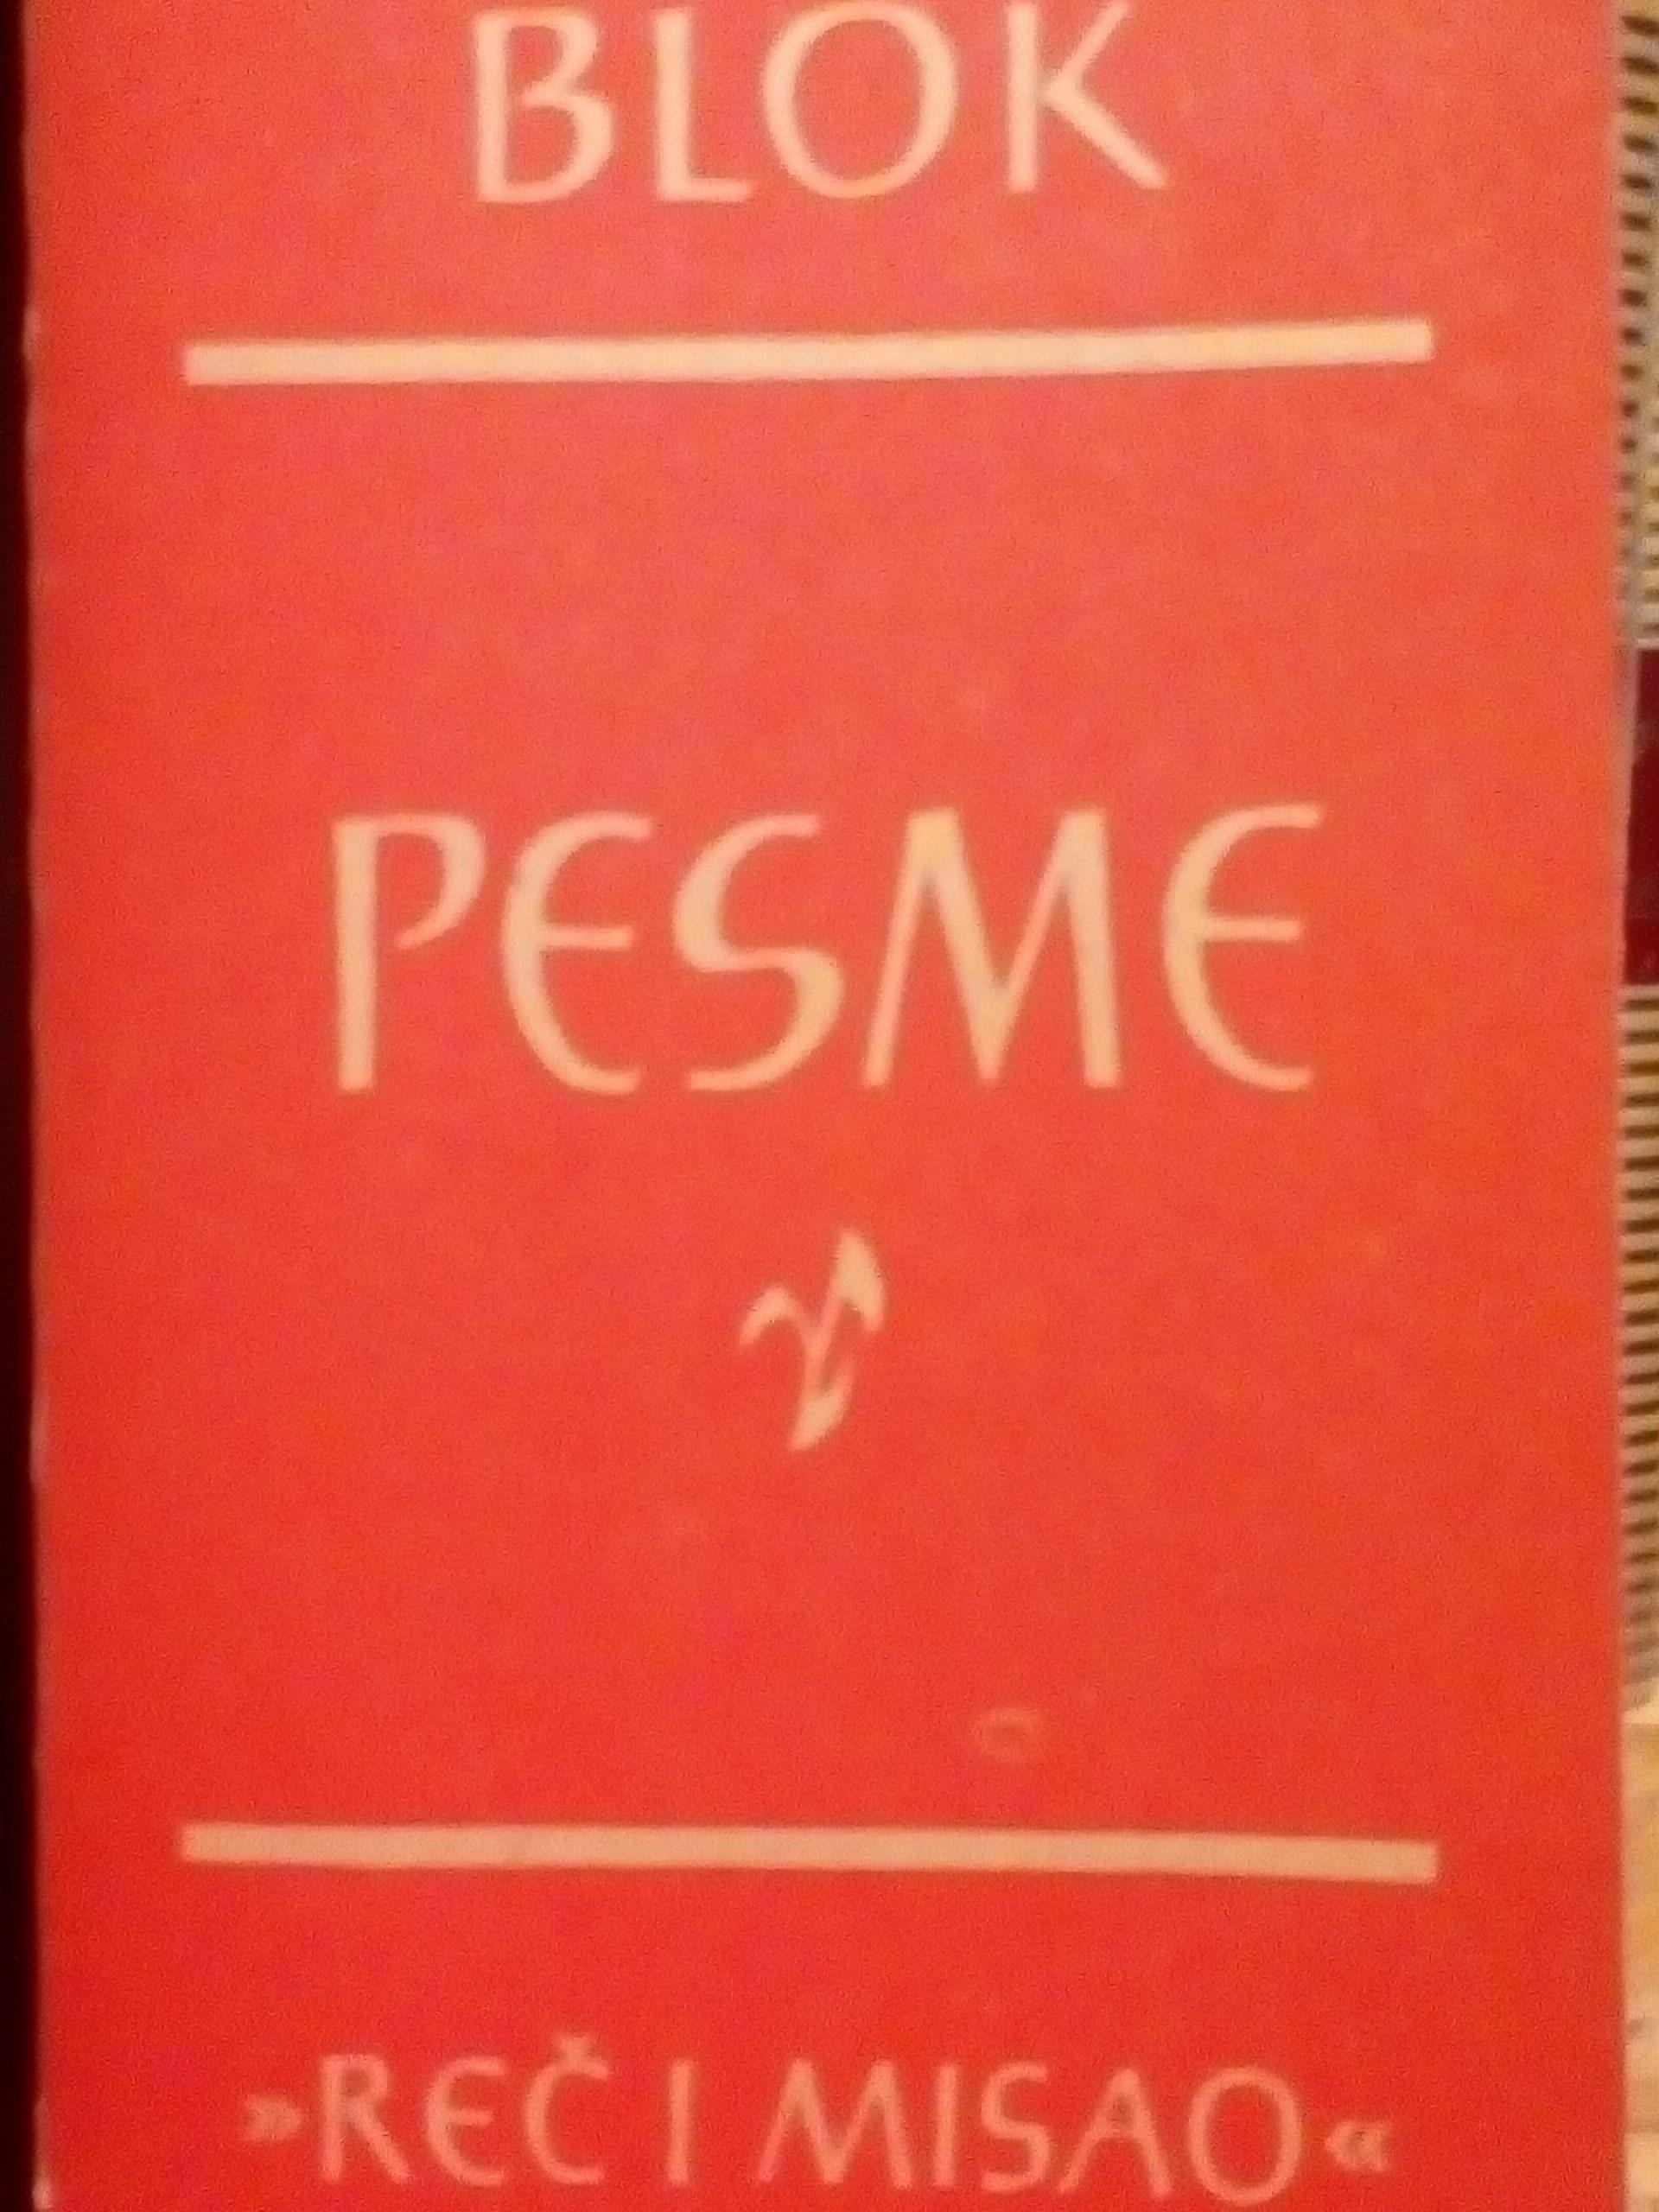 BLOK
PESME
»REČ I MISAO«